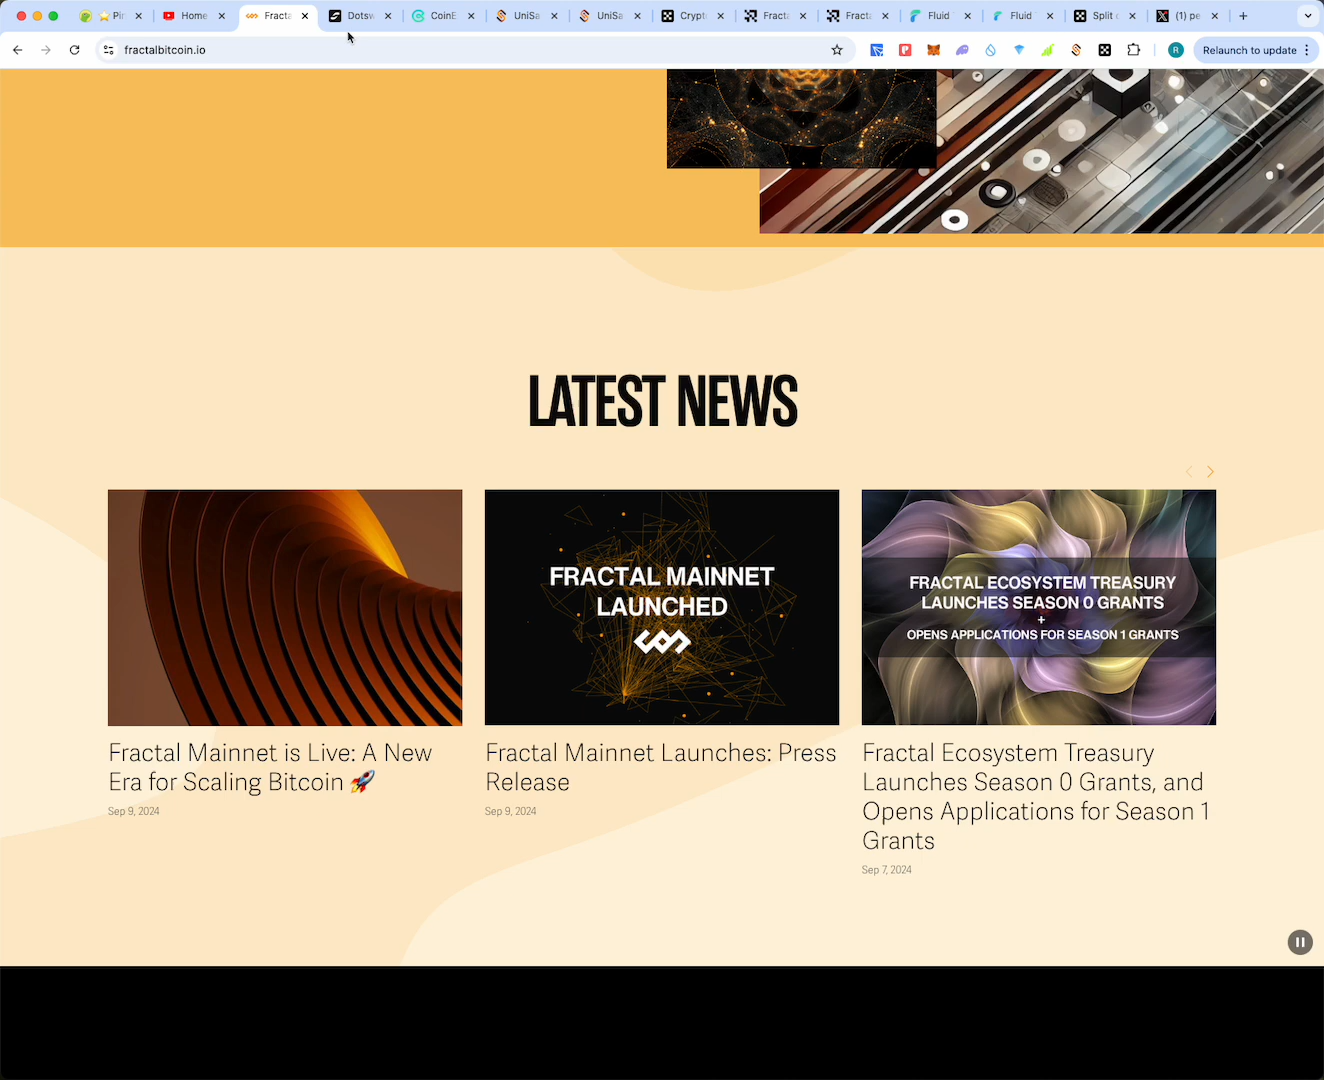 Pin
Home
Fracta
Dotsw
CoinE
UniSa
UniSa
Crypt
Fracta
Fracta
Fluid
Fluid
Split
(1) pe
fractalbitcoin.io
R
Relaunch to update
LATEST NEWS
FRACTAL MAINNET
LAUNCHED
FRACTAL ECOSYSTEM TREASURY
LAUNCHES SEASON 0 GRANTS
+
OPENS APPLICATIONS FOR SEASON 1 GRANTS
Fractal Mainnet is Live: A New
Era for Scaling Bitcoin 🚀
Sep 9, 2024
Fractal Mainnet Launches: Press
Release
Sep 9, 2024
Fractal Ecosystem Treasury
Launches Season 0 Grants, and
Opens Applications for Season 1
Grants
Sep 7, 2024